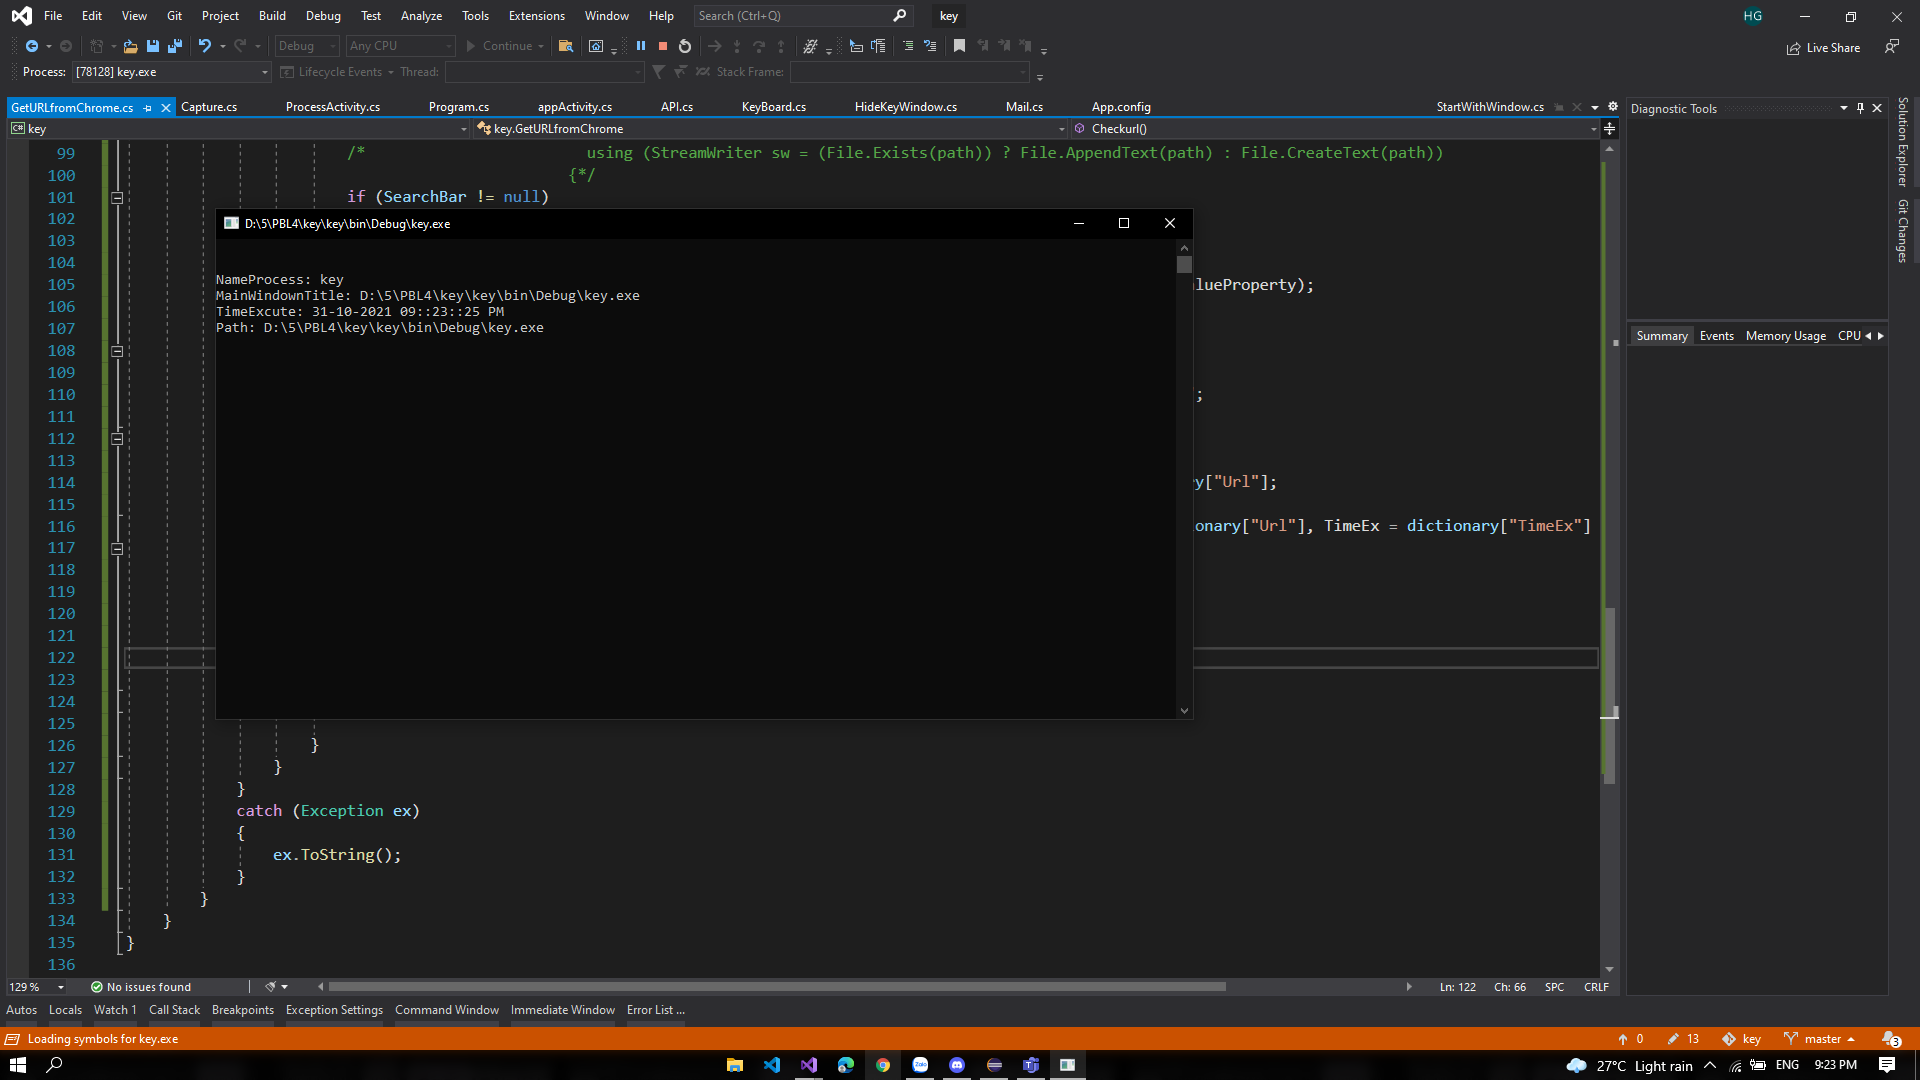 File Edit View Git Project Build Debug Test Analyze Tools Extensions Window Help Search (Ctrl+Q) key HG
Debug Any CPU Continue Live Share
Process: [78128] key.exe Lifecycle Events Thread: Stack Frame:
GetURLfromChrome.cs Capture.cs ProcessActivity.cs Program.cs appActivity.cs API.cs KeyBoard.cs HideKeyWindow.cs Mail.cs App.config StartWithWindow.cs
key key.GetURLfromChrome Checkurl()
99 /* using (StreamWriter sw = (File.Exists(path)) ? File.AppendText(path) : File.CreateText(path))
100 {*/
101 if (SearchBar != null)
102
103
104
105 lueProperty);
106
107
108
109
110 ;
111
112
113
114 y["Url"];
115
116 onary["Url"], TimeEx = dictionary["TimeEx"]
117
118
119
120
121
122
123
124
125
126 }
127 }
128 }
129 catch (Exception ex)
130 {
131 ex.ToString();
132 }
133 }
134 }
135 }
136
D:\5\PBL4\key\key\bin\Debug\key.exe
NameProcess: key
MainWindownTitle: D:\5\PBL4\key\key\bin\Debug\key.exe
TimeExcute: 31-10-2021 09::23::25 PM
Path: D:\5\PBL4\key\key\bin\Debug\key.exe
Diagnostic Tools
Summary Events Memory Usage CPU
Solution Explorer
Git Changes
129 % No issues found Ln: 122 Ch: 66 SPC CRLF
Autos Locals Watch 1 Call Stack Breakpoints Exception Settings Command Window Immediate Window Error List ...
Loading symbols for key.exe 0 13 key master 3
Zalo 27°C Light rain ENG 9:23 PM